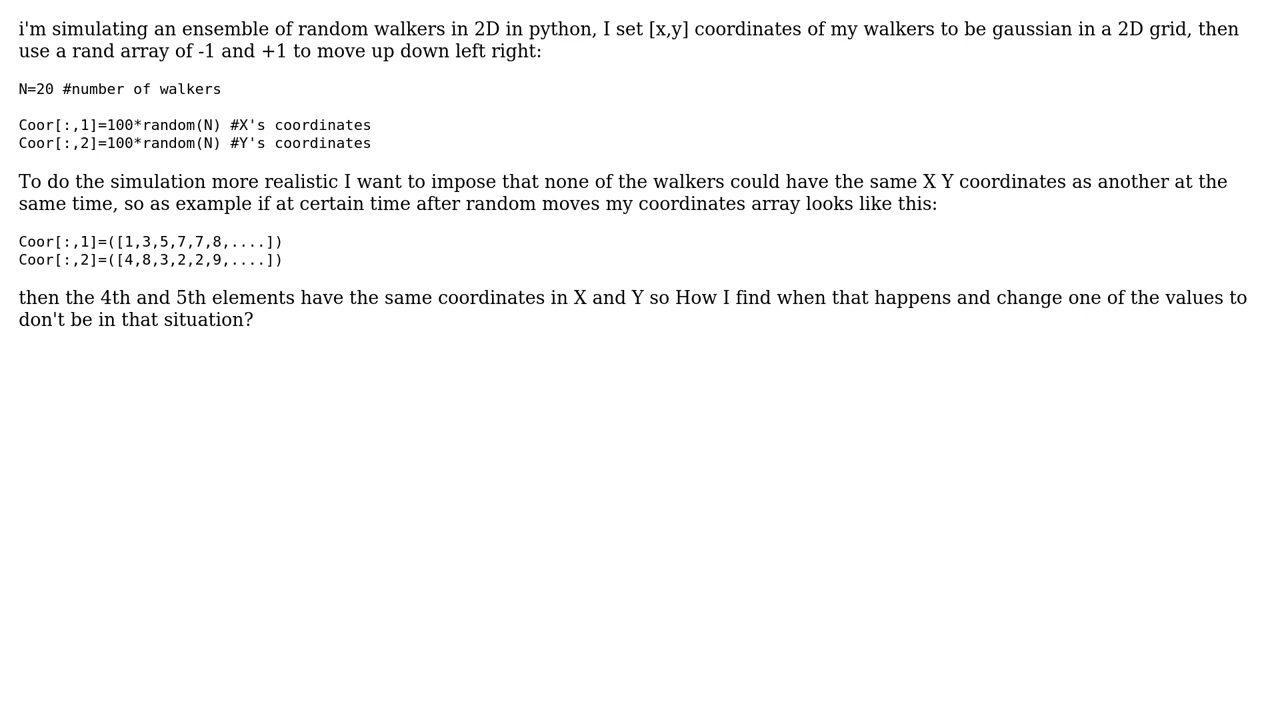 i'm simulating an ensemble of random walkers in 2D in python, I set [x,y] coordinates of my walkers to be gaussian in a 2D grid, then
use a rand array of -1 and +1 to move up down left right:
N=20 #number of walkers
Coor[:,1]=100*random(N) #X's coordinates
Coor[:,2]=100*random(N) #Y's coordinates
To do the simulation more realistic I want to impose that none of the walkers could have the same X Y coordinates as another at the
same time, so as example if at certain time after random moves my coordinates array looks like this:
Coor[:,1]=([1,3,5,7,7,8,....])
Coor[:,2]=([4,8,3,2,2,9,....])
then the 4th and 5th elements have the same coordinates in X and Y so How I find when that happens and change one of the values to
don't be in that situation?